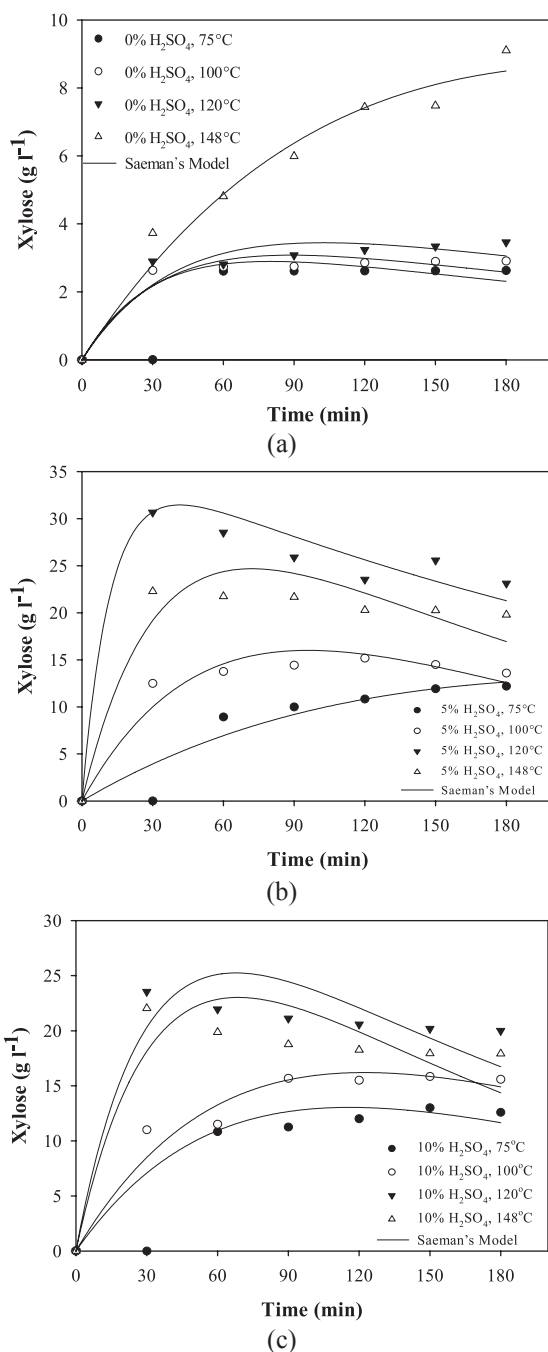 10
8
6
4
2
0
Xylose (g l⁻¹)
0% H₂SO₄, 75°C
0% H₂SO₄, 100°C
0% H₂SO₄, 120°C
0% H₂SO₄, 148°C
Saeman's Model
0 30 60 90 120 150 180
Time (min)
(a)
35
30
25
20
15
10
5
0
Xylose (g l⁻¹)
5% H₂SO₄, 75°C
5% H₂SO₄, 100°C
5% H₂SO₄, 120°C
5% H₂SO₄, 148°C
Saeman's Model
0 30 60 90 120 150 180
Time (min)
(b)
30
25
20
15
10
5
0
Xylose (g l⁻¹)
10% H₂SO₄, 75°C
10% H₂SO₄, 100°C
10% H₂SO₄, 120°C
10% H₂SO₄, 148°C
Saeman's Model
0 30 60 90 120 150 180
Time (min)
(c)